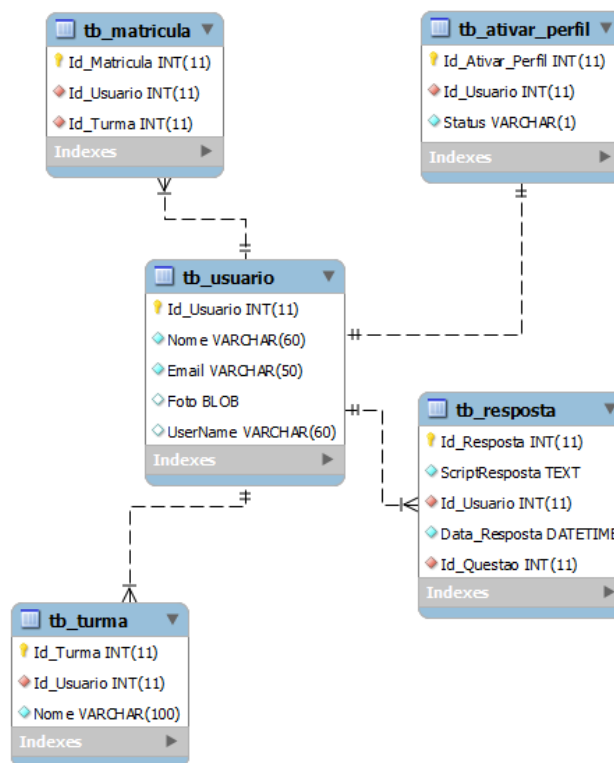 tb_matricula
Id_Matricula INT(11)
Id_Usuario INT(11)
Id_Turma INT(11)
Indexes
tb_ativar_perfil
Id_Ativar_Perfil INT(11)
Id_Usuario INT(11)
Status VARCHAR(1)
Indexes
tb_usuario
Id_Usuario INT(11)
Nome VARCHAR(60)
Email VARCHAR(50)
Foto BLOB
UserName VARCHAR(60)
Indexes
tb_resposta
Id_Resposta INT(11)
ScriptResposta TEXT
Id_Usuario INT(11)
Data_Resposta DATETIME
Id_Questao INT(11)
Indexes
tb_turma
Id_Turma INT(11)
Id_Usuario INT(11)
Nome VARCHAR(100)
Indexes